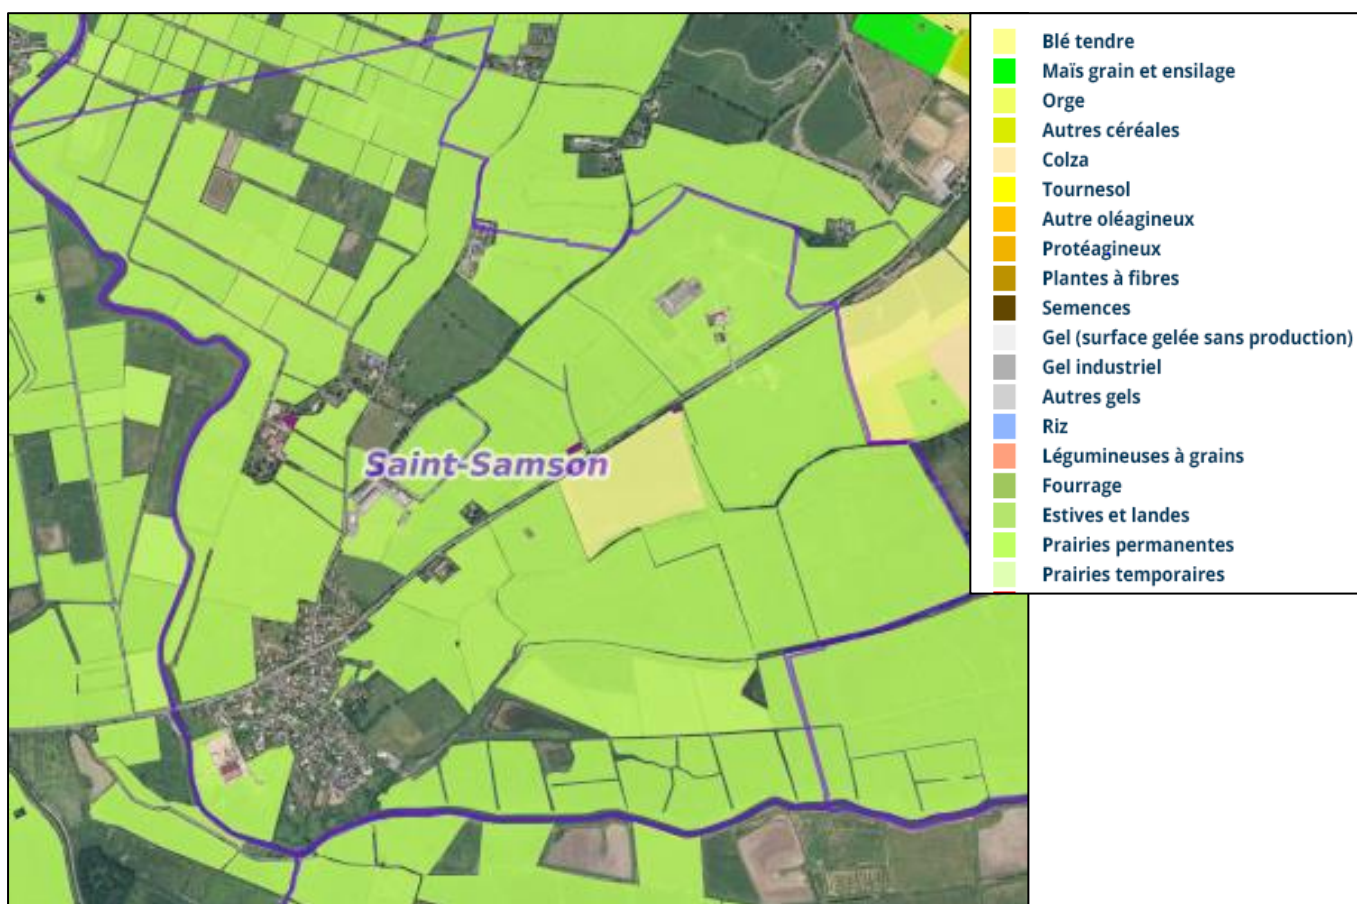 Blé tendre
Maïs grain et ensilage
Orge
Autres céréales
Colza
Tournesol
Autre oléagineux
Protéagineux
Plantes à fibres
Semences
Gel (surface gelée sans production)
Gel industriel
Autres gels
Riz
Légumineuses à grains
Fourrage
Estives et landes
Prairies permanentes
Prairies temporaires
Saint-Samson